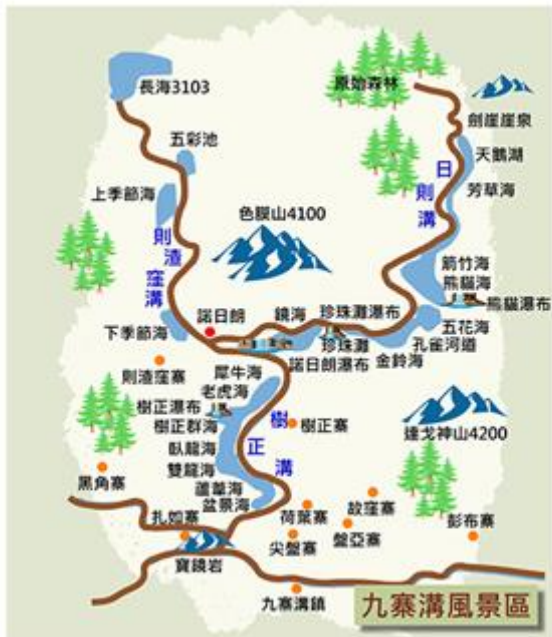 長海3103
原始森林
劍崖崖泉
五彩池
天鵝湖
日則溝
芳草海
上季節海
色膜山4100
則渣窪溝
箭竹海
熊貓海
熊貓瀑布
諾日朗
鏡海
珍珠灘瀑布
五花海
下季節海
珍珠灘
孔雀河道
諾日朗瀑布
金鈴海
則渣窪寨
犀牛海
老虎海
樹正瀑布
樹正群海
樹正溝
樹正寨
達戈神山4200
臥龍海
雙龍海
黑角寨
蘆葦海
盆景海
荷葉寨
故窪寨
扎如寨
尖盤寨
盤亞寨
彭布寨
寶鏡岩
九寨溝鎮
九寨溝風景區